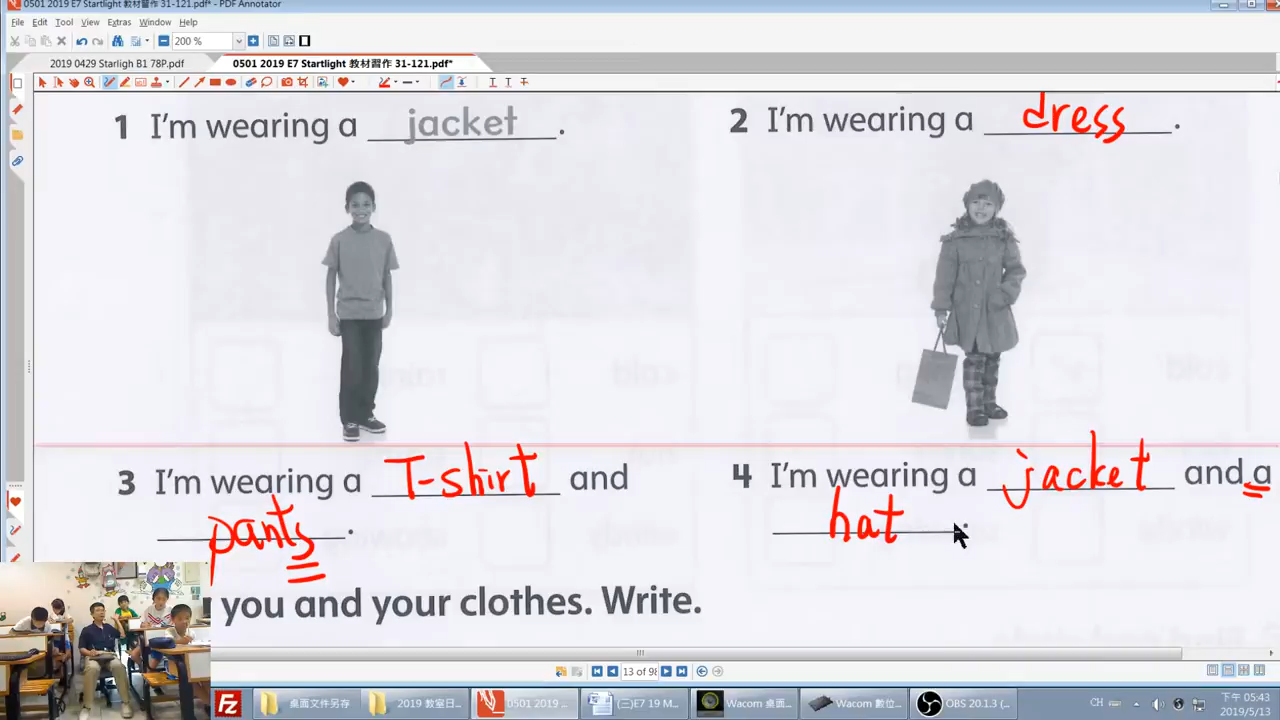 0501 2019 E7 Startlight 教材習作 31-121.pdf* - PDF Annotator
File Edit Tool View Extras Window Help
200 %
2019 0429 Starligh B1 78P.pdf
0501 2019 E7 Startlight 教材習作 31-121.pdf*
1 I'm wearing a jacket.
2 I'm wearing a dress.
3 I'm wearing a T-shirt and
pants.
4 I'm wearing a jacket and a
hat.
you and your clothes. Write.
13 of 98
桌面文件另存
2019 教室日...
0501 2019 ...
(三)E7 19 M...
Wacom 桌面...
Wacom 數位...
OBS 20.1.3 (...
CH
下午 05:43
2019/5/13